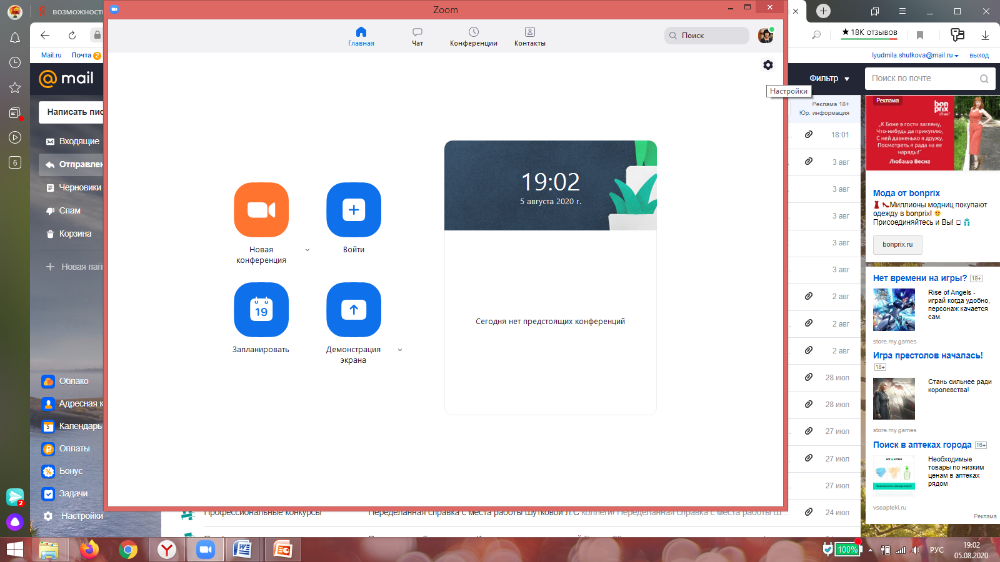 возможност
Zoom
Главная
Чат
Конференции
Контакты
Поиск
★18K отзывов
Mail.ru
Почта 2
lyudmila.shutkova@mail.ru
выход
mail
Фильтр
Поиск по почте
Настройки
Написать пис
Входящие
Отправлен
Черновики
Спам
Корзина
Новая пап
6
Реклама 18+
Юр. информация
18:01
3 авг
3 авг
3 авг
3 авг
3 авг
2 авг
2 авг
2 авг
28 июл
28 июл
27 июл
27 июл
27 июл
24 июл
19:02
5 августа 2020 г.
Новая
конференция
Войти
19
Запланировать
Демонстрация
экрана
Сегодня нет предстоящих конференций
Реклама
bon
prix
it's me!
„К Боне в гости загляну,
Что-нибудь да прикуплю,
С ней давненько я дружу,
Посмотреть я рада на ее
наряды!“
Любаша Весна
Мода от bonprix
Миллионы модниц покупают
одежду в bonprix!
Присоединяйтесь и Вы!
bonprix.ru
Нет времени на игры? 18+
Rise of Angels -
играй когда удобно,
персонаж качается
сам.
store.my.games
Игра престолов началась!
18+
Стань сильнее ради
королевства!
store.my.games
Поиск в аптеках города 16+
Необходимые
товары по низким
ценам в аптеках
рядом
vseapteki.ru
Реклама
Облако
Адресная к
5
Календарь
Оплаты
Бонус
Задачи
Настройки
2
Профессиональные конкурсы
Переделанная справка с места работы Шутковой Л.С
коллеги! Переделанная справка с места работы Ш...
100%
РУС
19:02
05.08.2020